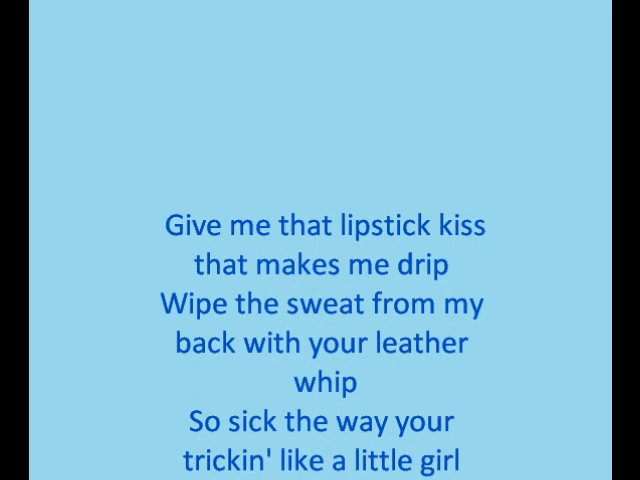 Give me that lipstick kiss
that makes me drip
Wipe the sweat from my
back with your leather
whip
So sick the way your
trickin' like a little girl